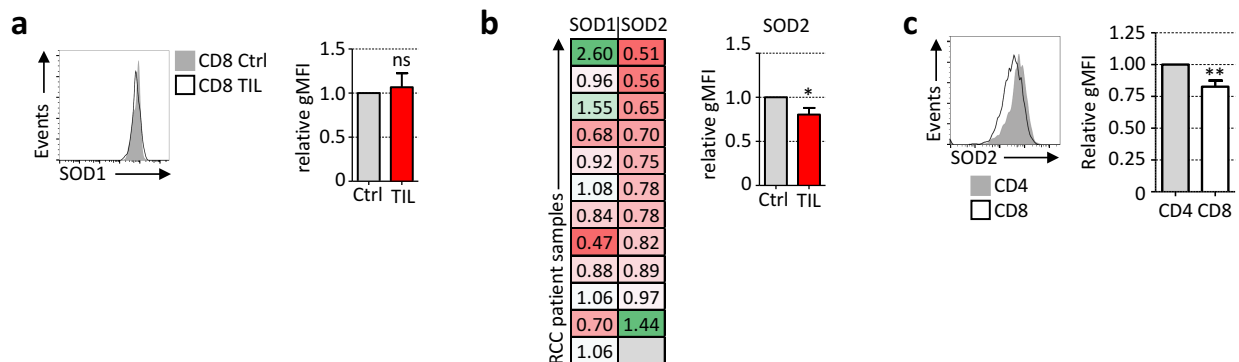 a
Events
SOD1
CD8 Ctrl
CD8 TIL
relative gMFI
1.5
1.0
0.5
0
ns
Ctrl TIL
b
RCC patient samples
SOD1 SOD2
2.60 0.51
0.96 0.56
1.55 0.65
0.68 0.70
0.92 0.75
1.08 0.78
0.84 0.78
0.47 0.82
0.88 0.89
1.06 0.97
0.70 1.44
1.06
SOD2
relative gMFI
1.5
1.0
0.5
0
*
Ctrl TIL
c
Events
SOD2
CD4
CD8
Relative gMFI
1.25
1.00
0.75
0.50
0.25
0
**
CD4 CD8